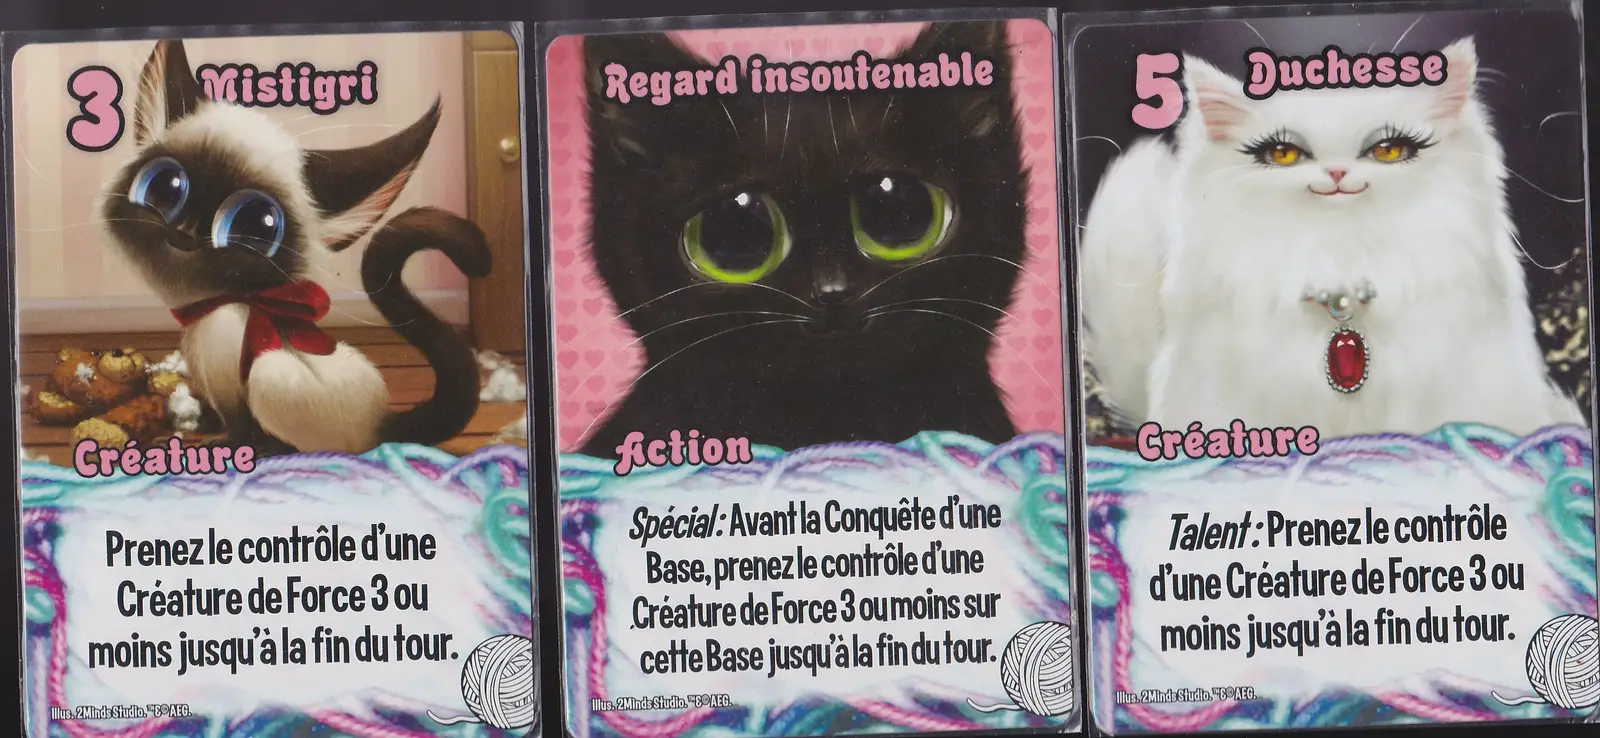 3
Mistigri
Créature
Prenez le contrôle d'une
Créature de Force 3 ou
moins jusqu'à la fin du tour.
Illus. 2Minds Studio. ™&©AEG.
Regard insoutenable
Action
Spécial : Avant la Conquête d'une
Base, prenez le contrôle d'une
Créature de Force 3 ou moins sur
cette Base jusqu'à la fin du tour.
Illus. 2Minds Studio. ™&©AEG.
5
Duchesse
Créature
Talent : Prenez le contrôle
d'une Créature de Force 3 ou
moins jusqu'à la fin du tour.
Illus. 2Minds Studio. ™&©AEG.